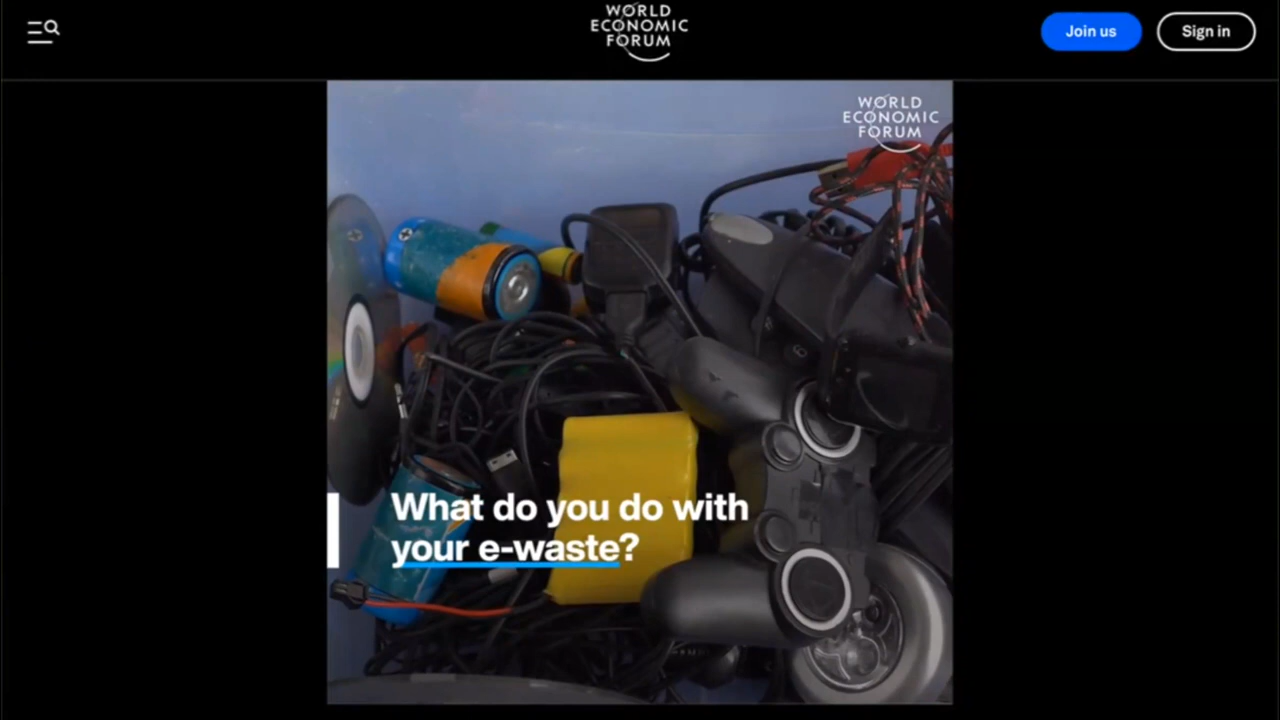 WORLD
ECONOMIC
FORUM
Join us
Sign in
WORLD
ECONOMIC
FORUM
What do you do with
your e-waste?